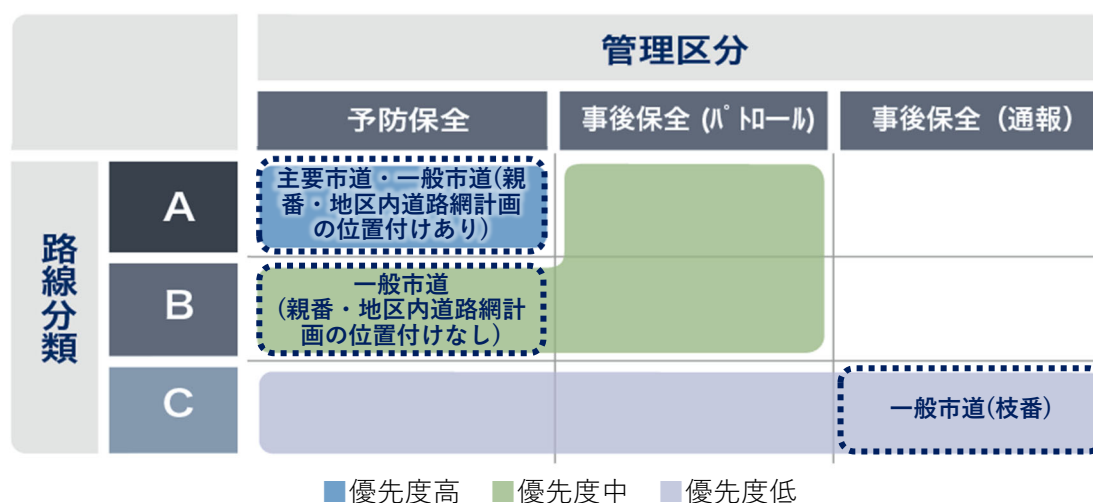 管理区分
予防保全
事後保全 (ﾊﾟﾄﾛｰﾙ)
事後保全（通報）
路線分類
A
主要市道・一般市道(親
番・地区内道路網計画
の位置付けあり)
B
一般市道
(親番・地区内道路網計
画の位置付けなし)
C
一般市道(枝番)
■優先度高 ■優先度中 ■優先度低